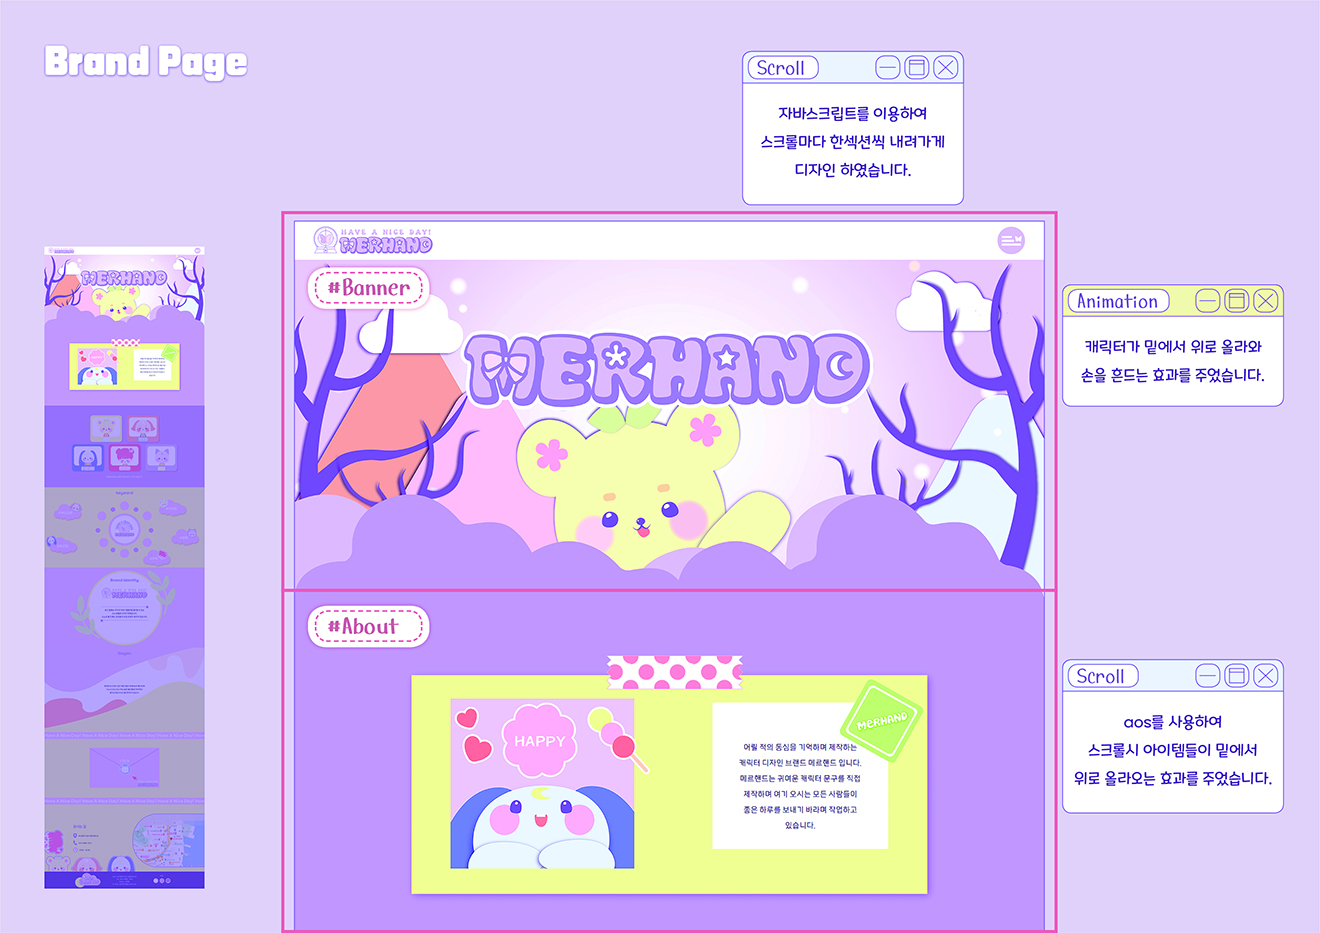 Brand Page
Scroll
자바스크립트를 이용하여
스크롤마다 한섹션씩 내려가게
디자인 하였습니다.
HAVE A NICE DAY!
MERHAND
#Banner
MERHAND
Animation
캐릭터가 밑에서 위로 올라와
손을 흔드는 효과를 주었습니다.
#About
HAPPY
MERHAND
어릴 적의 동심을 기억하며 제작하는
캐릭터 디자인 브랜드 메르헨드 입니다.
메르헨드는 귀여운 캐릭터 문구를 직접
제작하며 여기 오시는 모든 사람들이
좋은 하루를 보내기 바라며 작업하고
있습니다.
Scroll
aos를 사용하여
스크롤시 아이템들이 밑에서
위로 올라오는 효과를 주었습니다.
MERHAND
Brand Identity
MERHAND